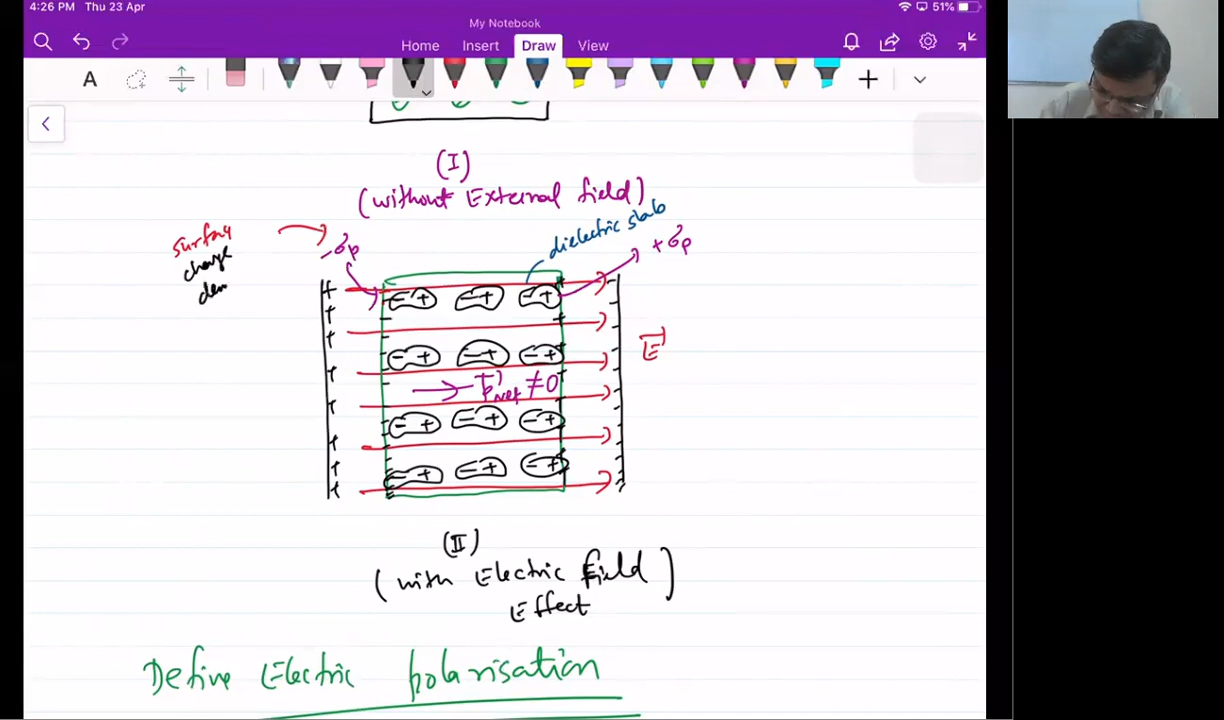 4:26 PM Thu 23 Apr
51%
My Notebook
Home Insert Draw View
A
(I)
(without External field)
dielectric slab
surfay
charge
den
-σp
+σp
- + - + - +
- + - + - +
P⃗net ≠ 0
- + - + - +
- + - + - +
E⃗
(II)
(with Electric Field)
Effect
Define Electric polarisation